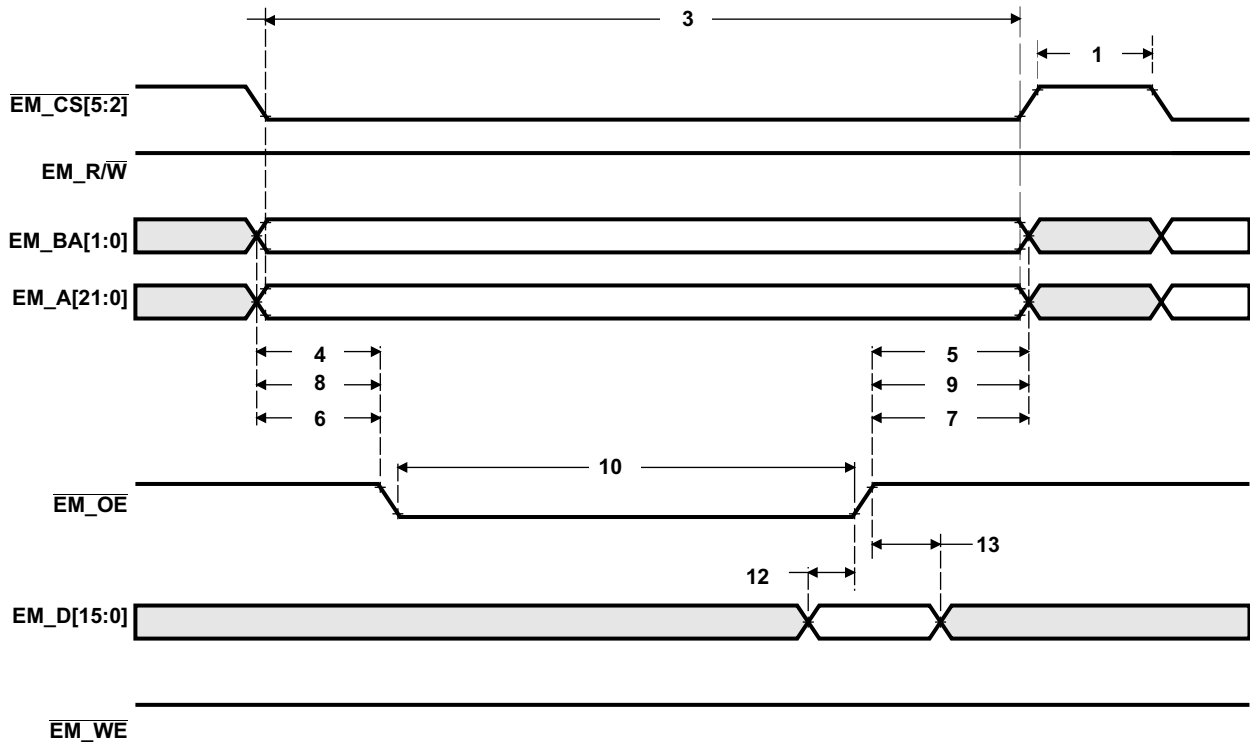 3
1
EM_CS[5:2]
EM_R/W
EM_BA[1:0]
EM_A[21:0]
4 5
8 9
6 7
10
EM_OE
13
12
EM_D[15:0]
EM_WE